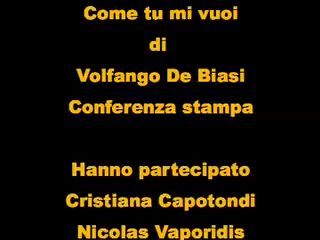 Come tu mi vuoi
di
Volfango De Biasi
Conferenza stampa
Hanno partecipato
Cristiana Capotondi
Nicolas Vaporidis